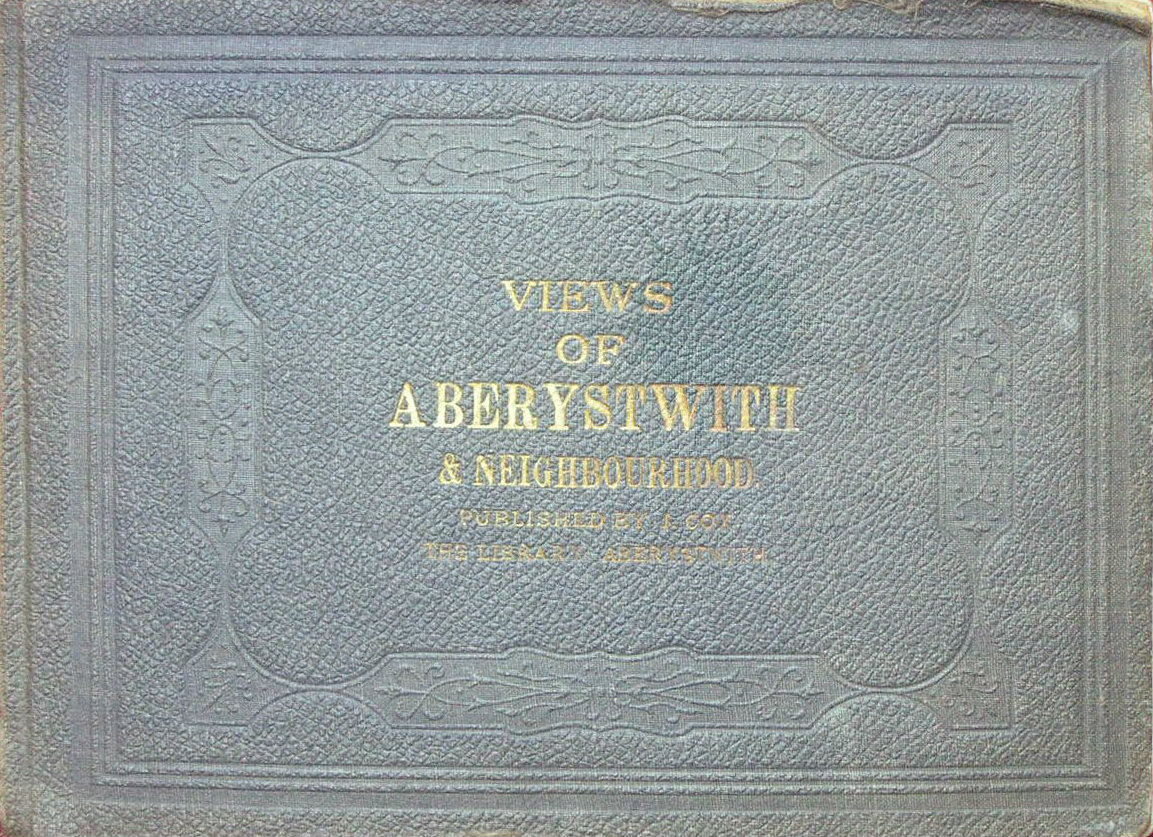 VIEWS
OF
ABERYSTWITH
& NEIGHBOURHOOD.
PUBLISHED BY J. COX
THE LIBRARY ABERYSTWITH.